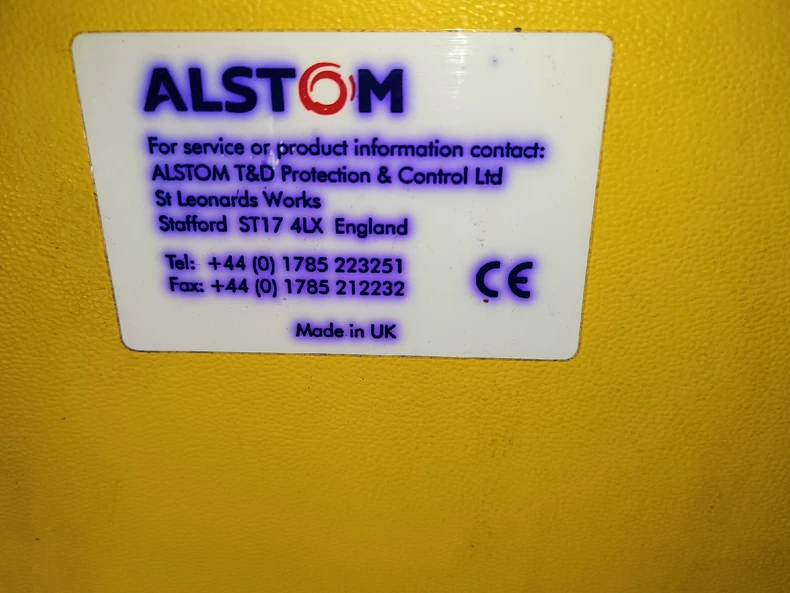 ALSTOM
For service or product information contact:
ALSTOM T&D Protection & Control Ltd
St Leonards Works
Stafford ST17 4LX England
Tel: +44 (0) 1785 223251
Fax: +44 (0) 1785 212232
CE
Made in UK